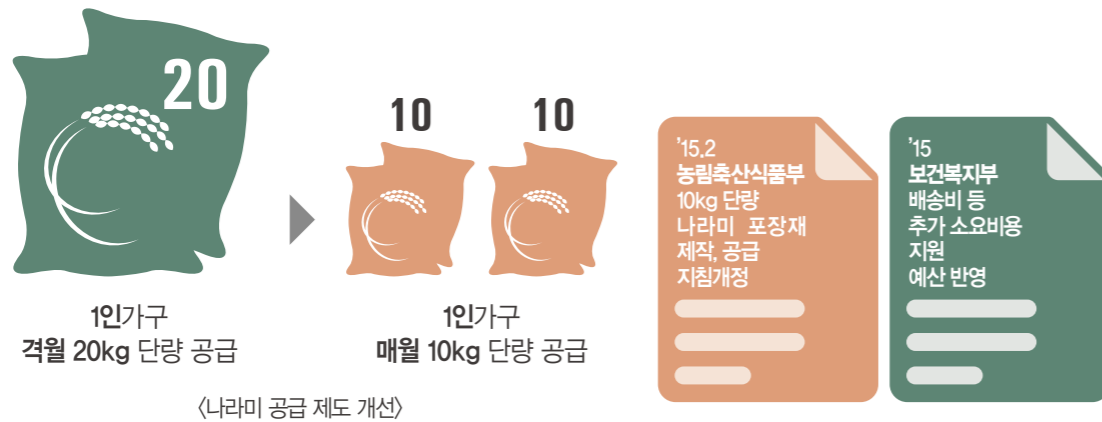 20
1인가구
격월 20kg 단량 공급
10
10
1인가구
매월 10kg 단량 공급
〈나라미 공급 제도 개선〉
'15.2
농림축산식품부
10kg 단량
나라미 포장재
제작, 공급
지침개정
'15
보건복지부
배송비 등
추가 소요비용
지원
예산 반영